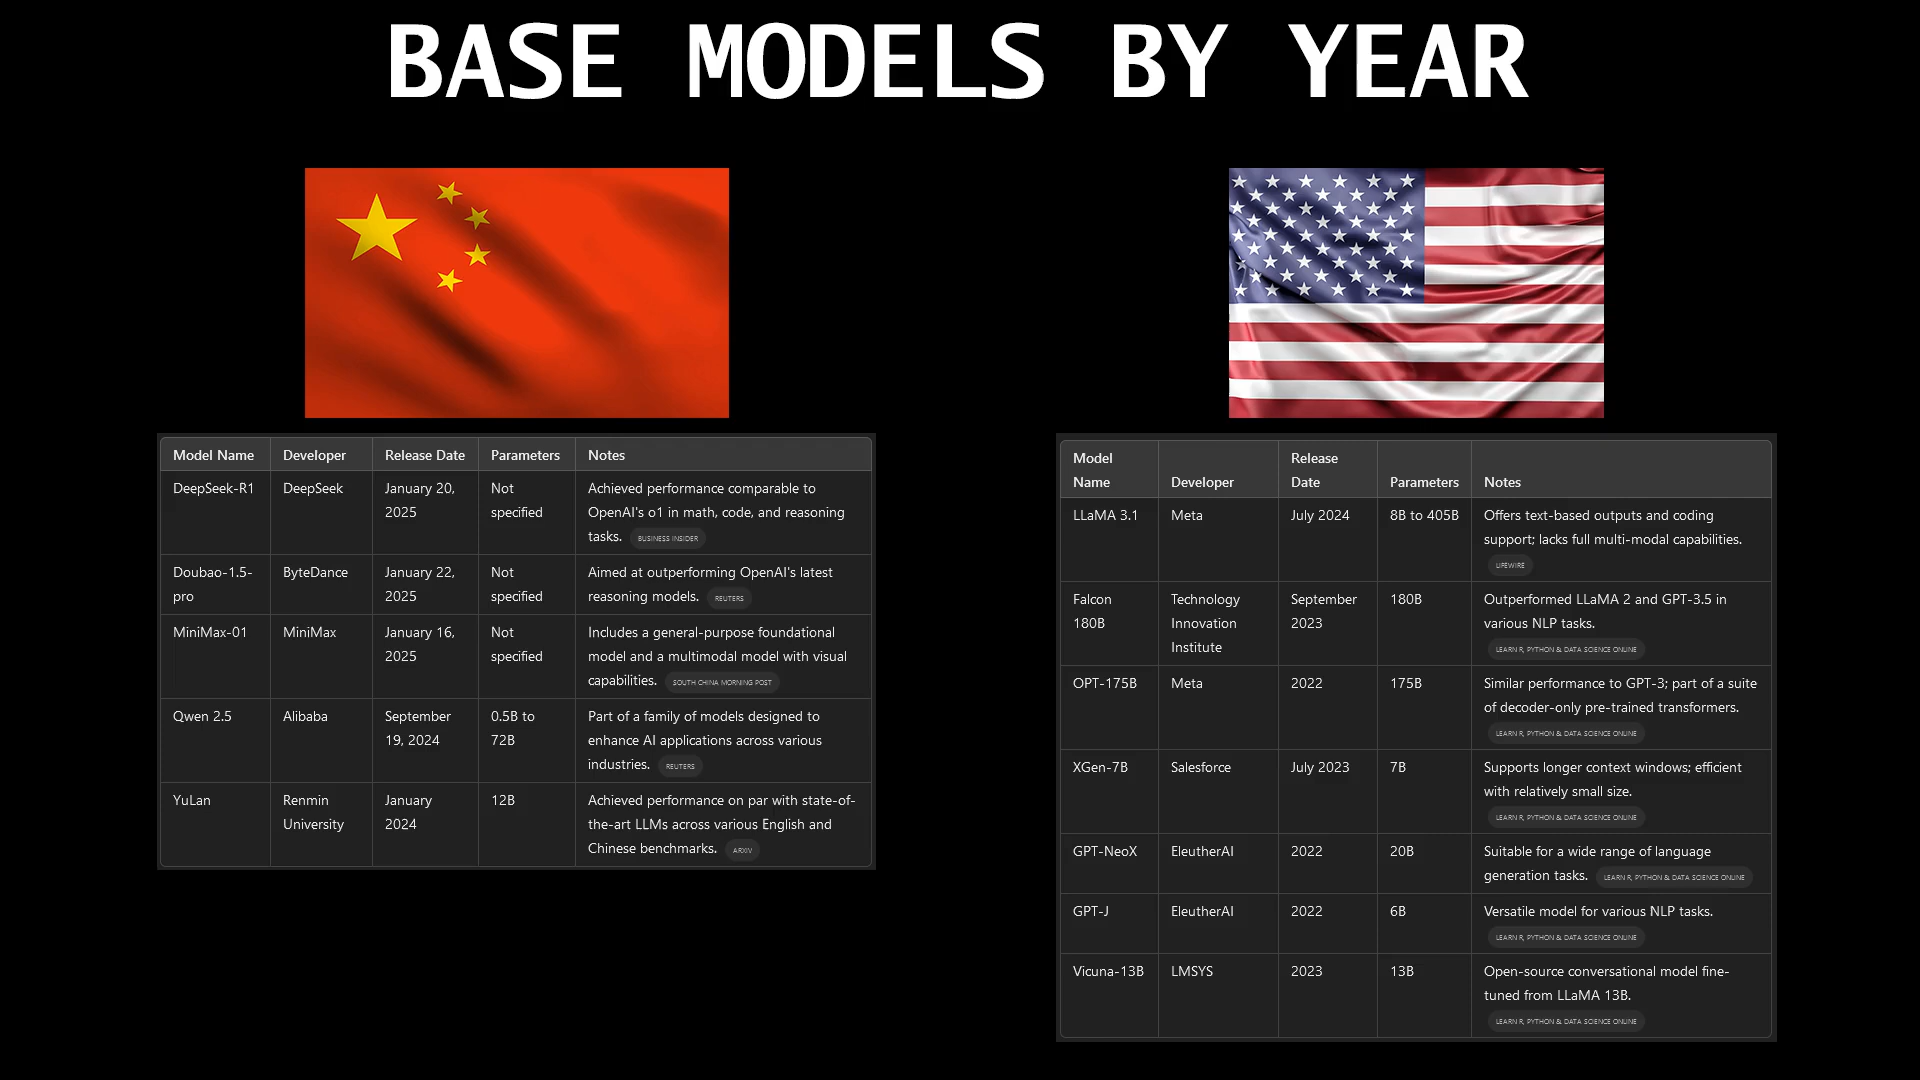 BASE MODELS BY YEAR
Model Name Developer Release Date Parameters Notes
DeepSeek-R1 DeepSeek January 20, Not Achieved performance comparable to
2025 specified OpenAI's o1 in math, code, and reasoning
tasks. BUSINESS INSIDER
Doubao-1.5- ByteDance January 22, Not Aimed at outperforming OpenAI's latest
pro 2025 specified reasoning models. REUTERS
MiniMax-01 MiniMax January 16, Not Includes a general-purpose foundational
2025 specified model and a multimodal model with visual
capabilities. SOUTH CHINA MORNING POST
Qwen 2.5 Alibaba September 0.5B to Part of a family of models designed to
19, 2024 72B enhance AI applications across various
industries. REUTERS
YuLan Renmin January 12B Achieved performance on par with state-of-
University 2024 the-art LLMs across various English and
Chinese benchmarks. ARXIV
Model Release
Name Developer Date Parameters Notes
LLaMA 3.1 Meta July 2024 8B to 405B Offers text-based outputs and coding
support; lacks full multi-modal capabilities.
LIFEWIRE
Falcon Technology September 180B Outperformed LLaMA 2 and GPT-3.5 in
180B Innovation 2023 various NLP tasks.
Institute LEARN R, PYTHON & DATA SCIENCE ONLINE
OPT-175B Meta 2022 175B Similar performance to GPT-3; part of a suite
of decoder-only pre-trained transformers.
LEARN R, PYTHON & DATA SCIENCE ONLINE
XGen-7B Salesforce July 2023 7B Supports longer context windows; efficient
with relatively small size.
LEARN R, PYTHON & DATA SCIENCE ONLINE
GPT-NeoX EleutherAI 2022 20B Suitable for a wide range of language
generation tasks. LEARN R, PYTHON & DATA SCIENCE ONLINE
GPT-J EleutherAI 2022 6B Versatile model for various NLP tasks.
LEARN R, PYTHON & DATA SCIENCE ONLINE
Vicuna-13B LMSYS 2023 13B Open-source conversational model fine-
tuned from LLaMA 13B.
LEARN R, PYTHON & DATA SCIENCE ONLINE